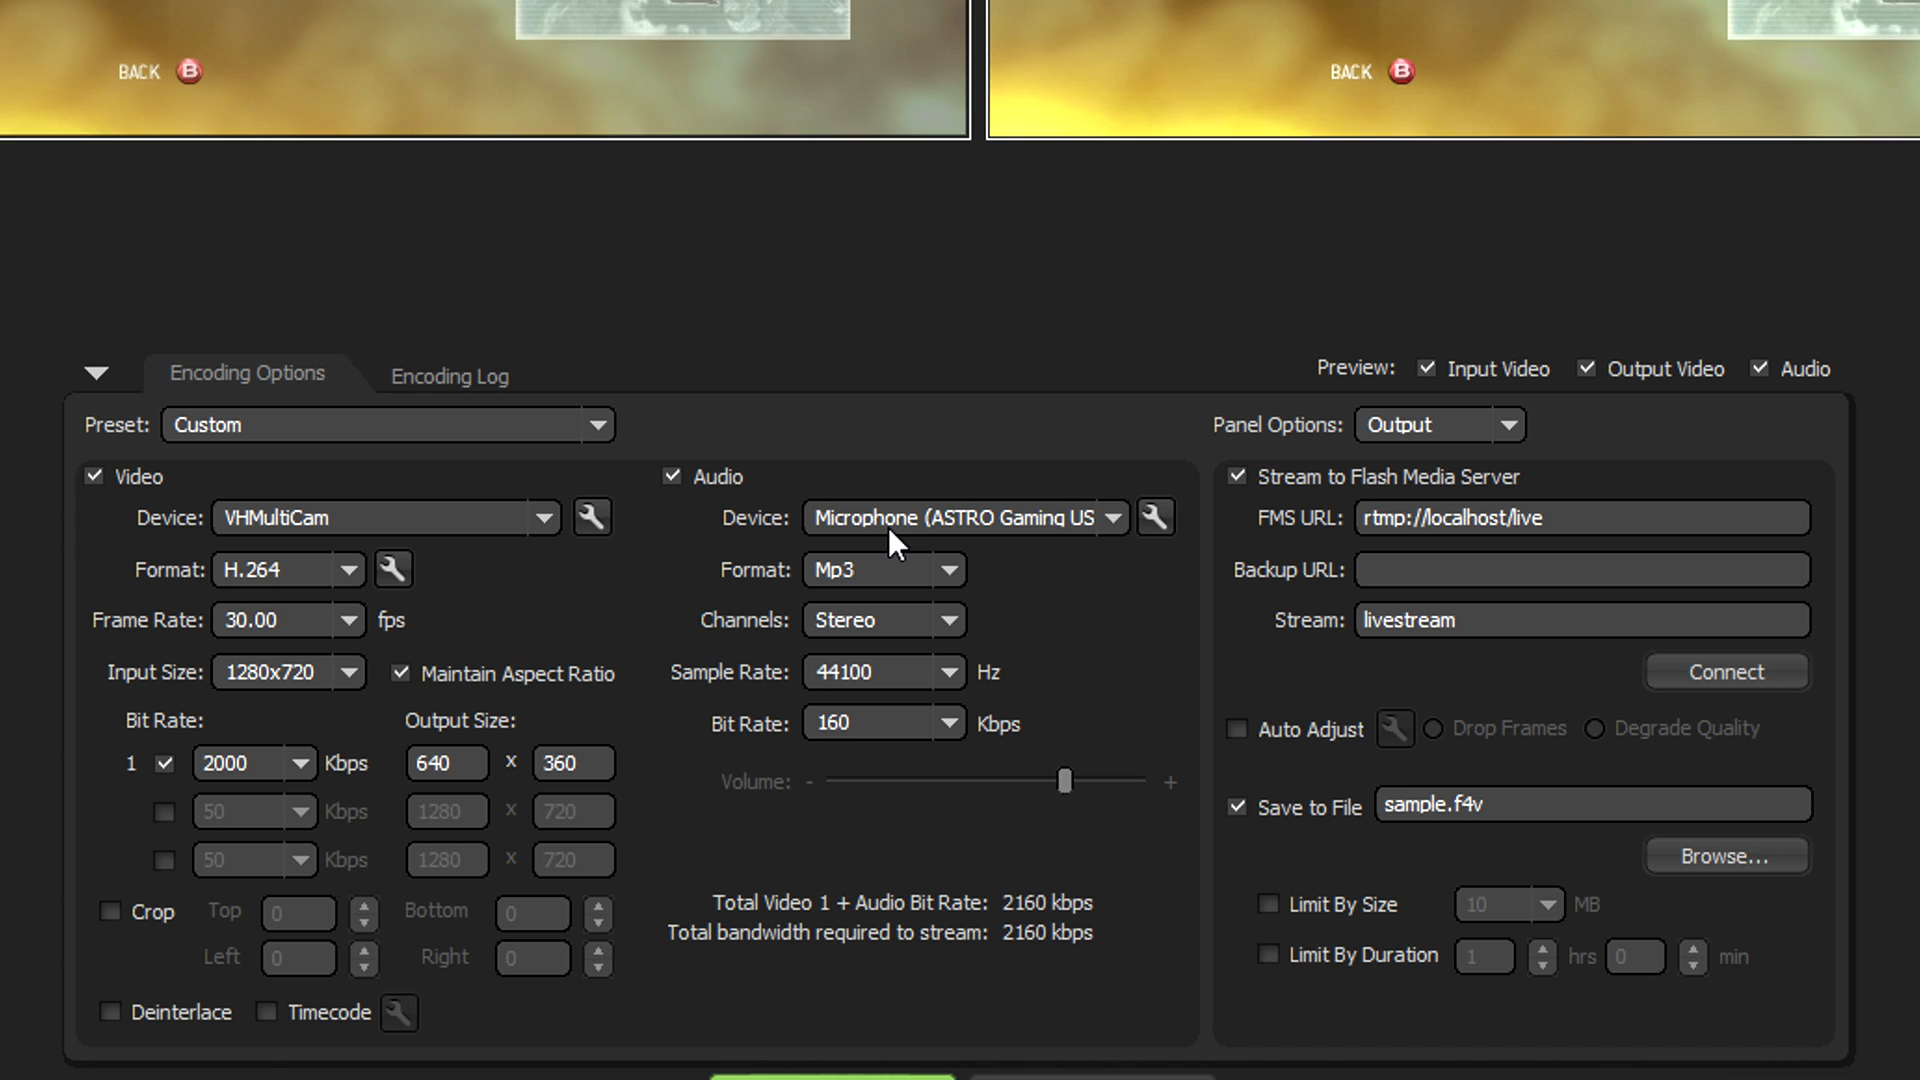 BACK B
BACK B
Encoding Options
Encoding Log
Preview: Input Video Output Video Audio
Preset: Custom
Panel Options: Output
Video
Device: VHMultiCam
Format: H.264
Frame Rate: 30.00 fps
Input Size: 1280x720 Maintain Aspect Ratio
Bit Rate: Output Size:
1 2000 Kbps 640 x 360
50 Kbps 1280 x 720
50 Kbps 1280 x 720
Crop Top 0 Bottom 0
Left 0 Right 0
Deinterlace Timecode
Audio
Device: Microphone (ASTRO Gaming US
Format: Mp3
Channels: Stereo
Sample Rate: 44100 Hz
Bit Rate: 160 Kbps
Volume: - +
Total Video 1 + Audio Bit Rate: 2160 kbps
Total bandwidth required to stream: 2160 kbps
Stream to Flash Media Server
FMS URL: rtmp://localhost/live
Backup URL:
Stream: livestream
Connect
Auto Adjust Drop Frames Degrade Quality
Save to File sample.f4v
Browse...
Limit By Size 10 MB
Limit By Duration 1 hrs 0 min